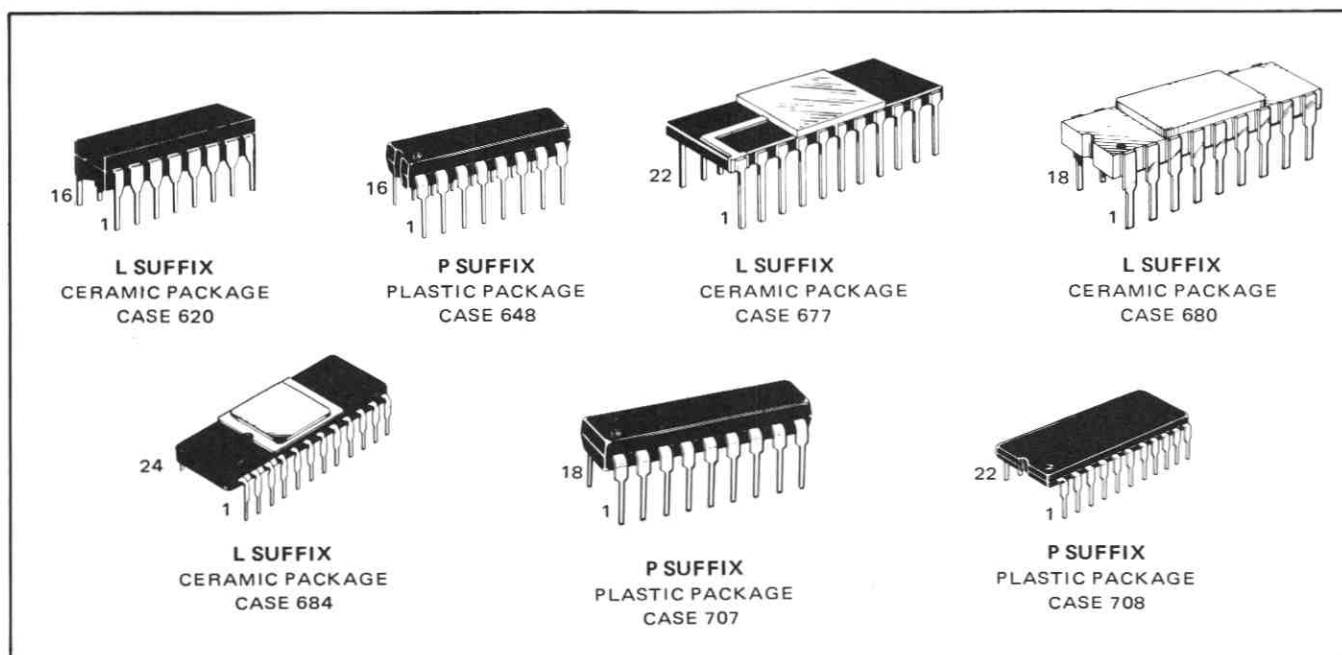 16
1
L SUFFIX
CERAMIC PACKAGE
CASE 620
16
1
P SUFFIX
PLASTIC PACKAGE
CASE 648
22
1
L SUFFIX
CERAMIC PACKAGE
CASE 677
18
1
L SUFFIX
CERAMIC PACKAGE
CASE 680
24
1
L SUFFIX
CERAMIC PACKAGE
CASE 684
18
1
P SUFFIX
PLASTIC PACKAGE
CASE 707
22
1
P SUFFIX
PLASTIC PACKAGE
CASE 708